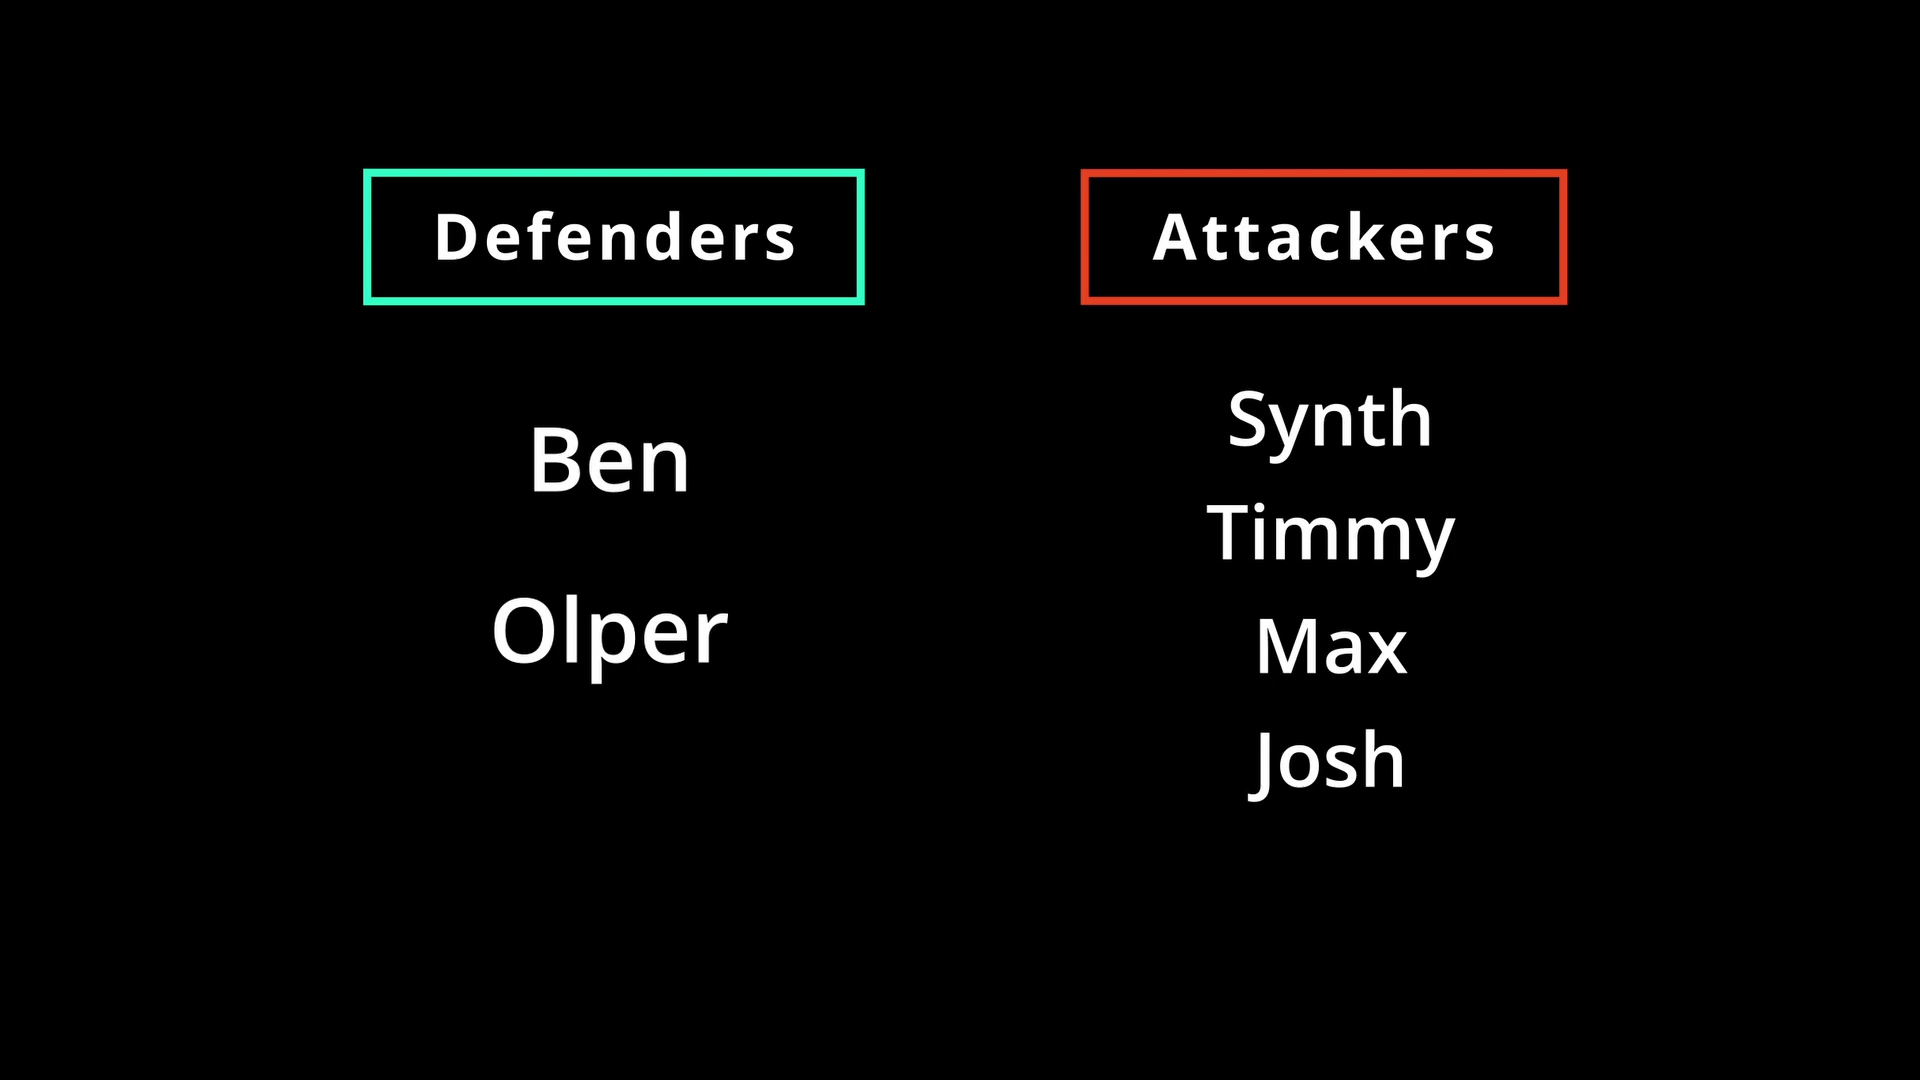 Defenders
Ben
Olper
Attackers
Synth
Timmy
Max
Josh